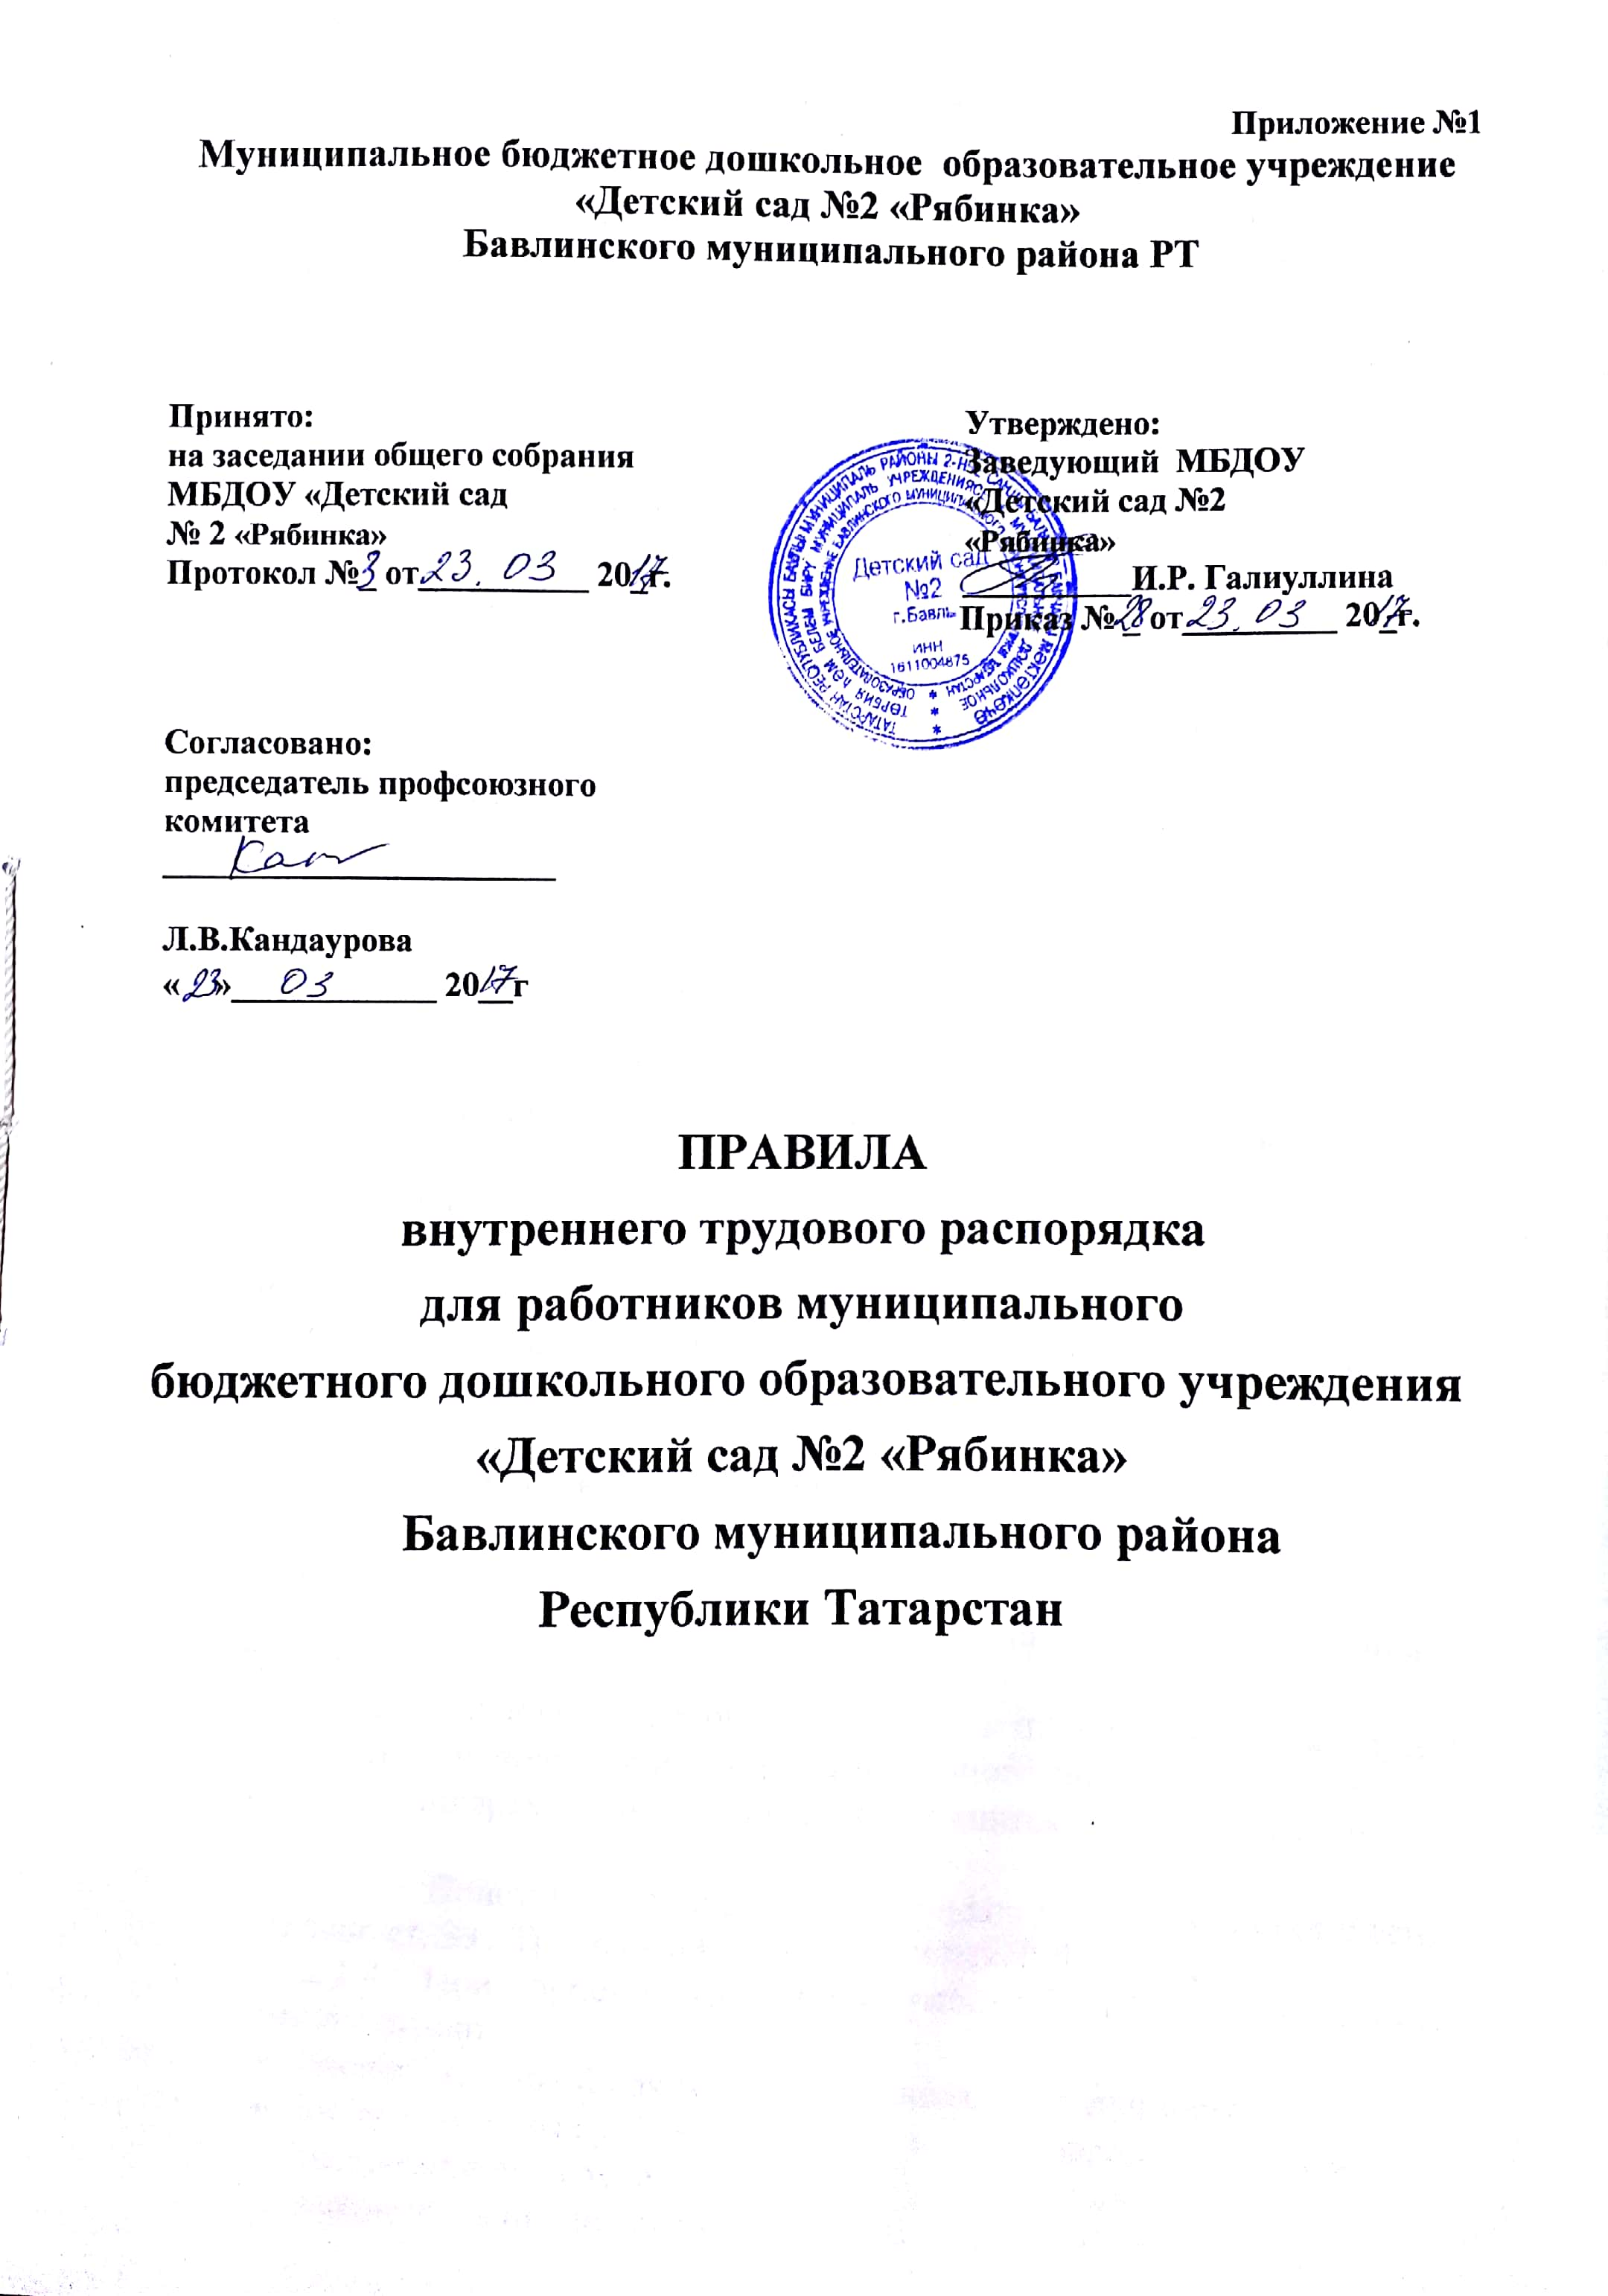 Приложение №1
Муниципальное бюджетное дошкольное образовательное учреждение
«Детский сад №2 «Рябинка»
Бавлинского муниципального района РТ
Принято:
на заседании общего собрания
МБДОУ «Детский сад
№ 2 «Рябинка»
Протокол №3 от 23.03 2017г.
Утверждено:
Заведующий МБДОУ
«Детский сад №2
«Рябинка»
И.Р. Галиуллина
Приказ №28 от 23.03 2017г.
Детский сад
№2
г.Бавлы
ИНН
1611004875
Согласовано:
председатель профсоюзного
комитета
Л.В.Кандаурова
«23» 03 2017г
ПРАВИЛА
внутреннего трудового распорядка
для работников муниципального
бюджетного дошкольного образовательного учреждения
«Детский сад №2 «Рябинка»
Бавлинского муниципального района
Республики Татарстан